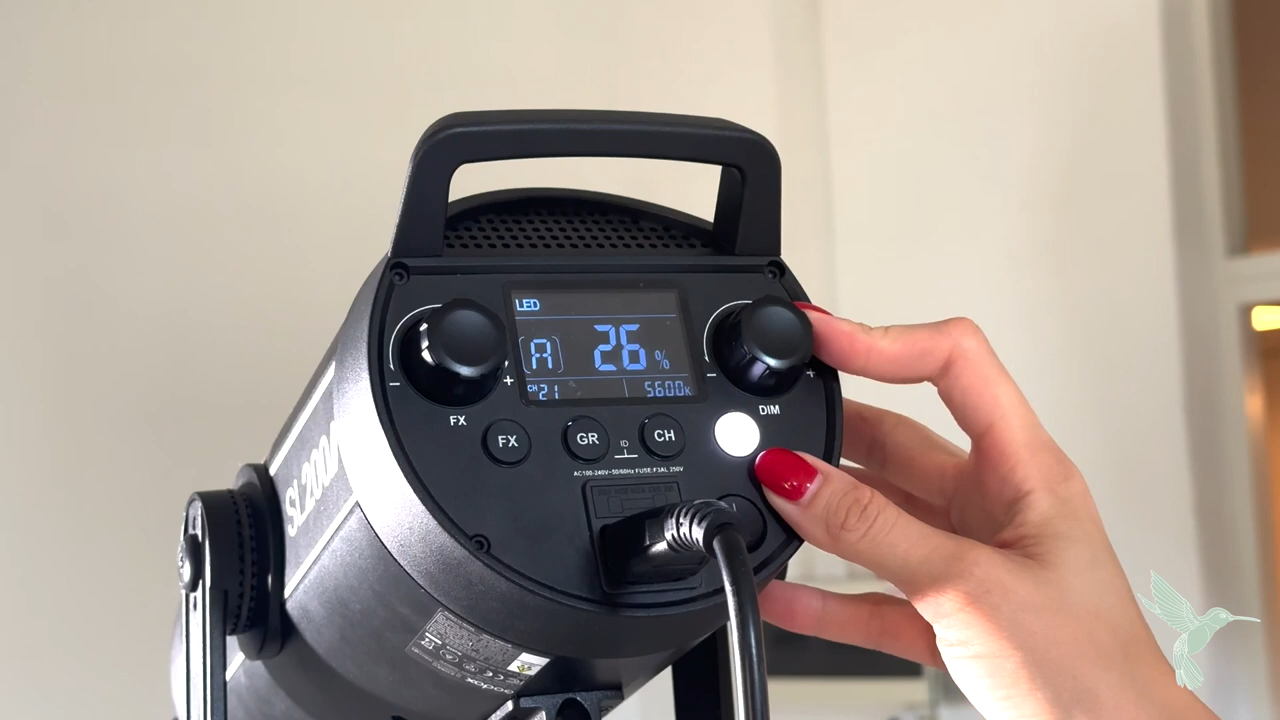 LED
A
26 %
CH 21
5600K
−
+
−
+
FX
DIM
FX
GR
ID
CH
AC100-240V~50/60Hz FUSE:F3AL 250V
SL200
Godox